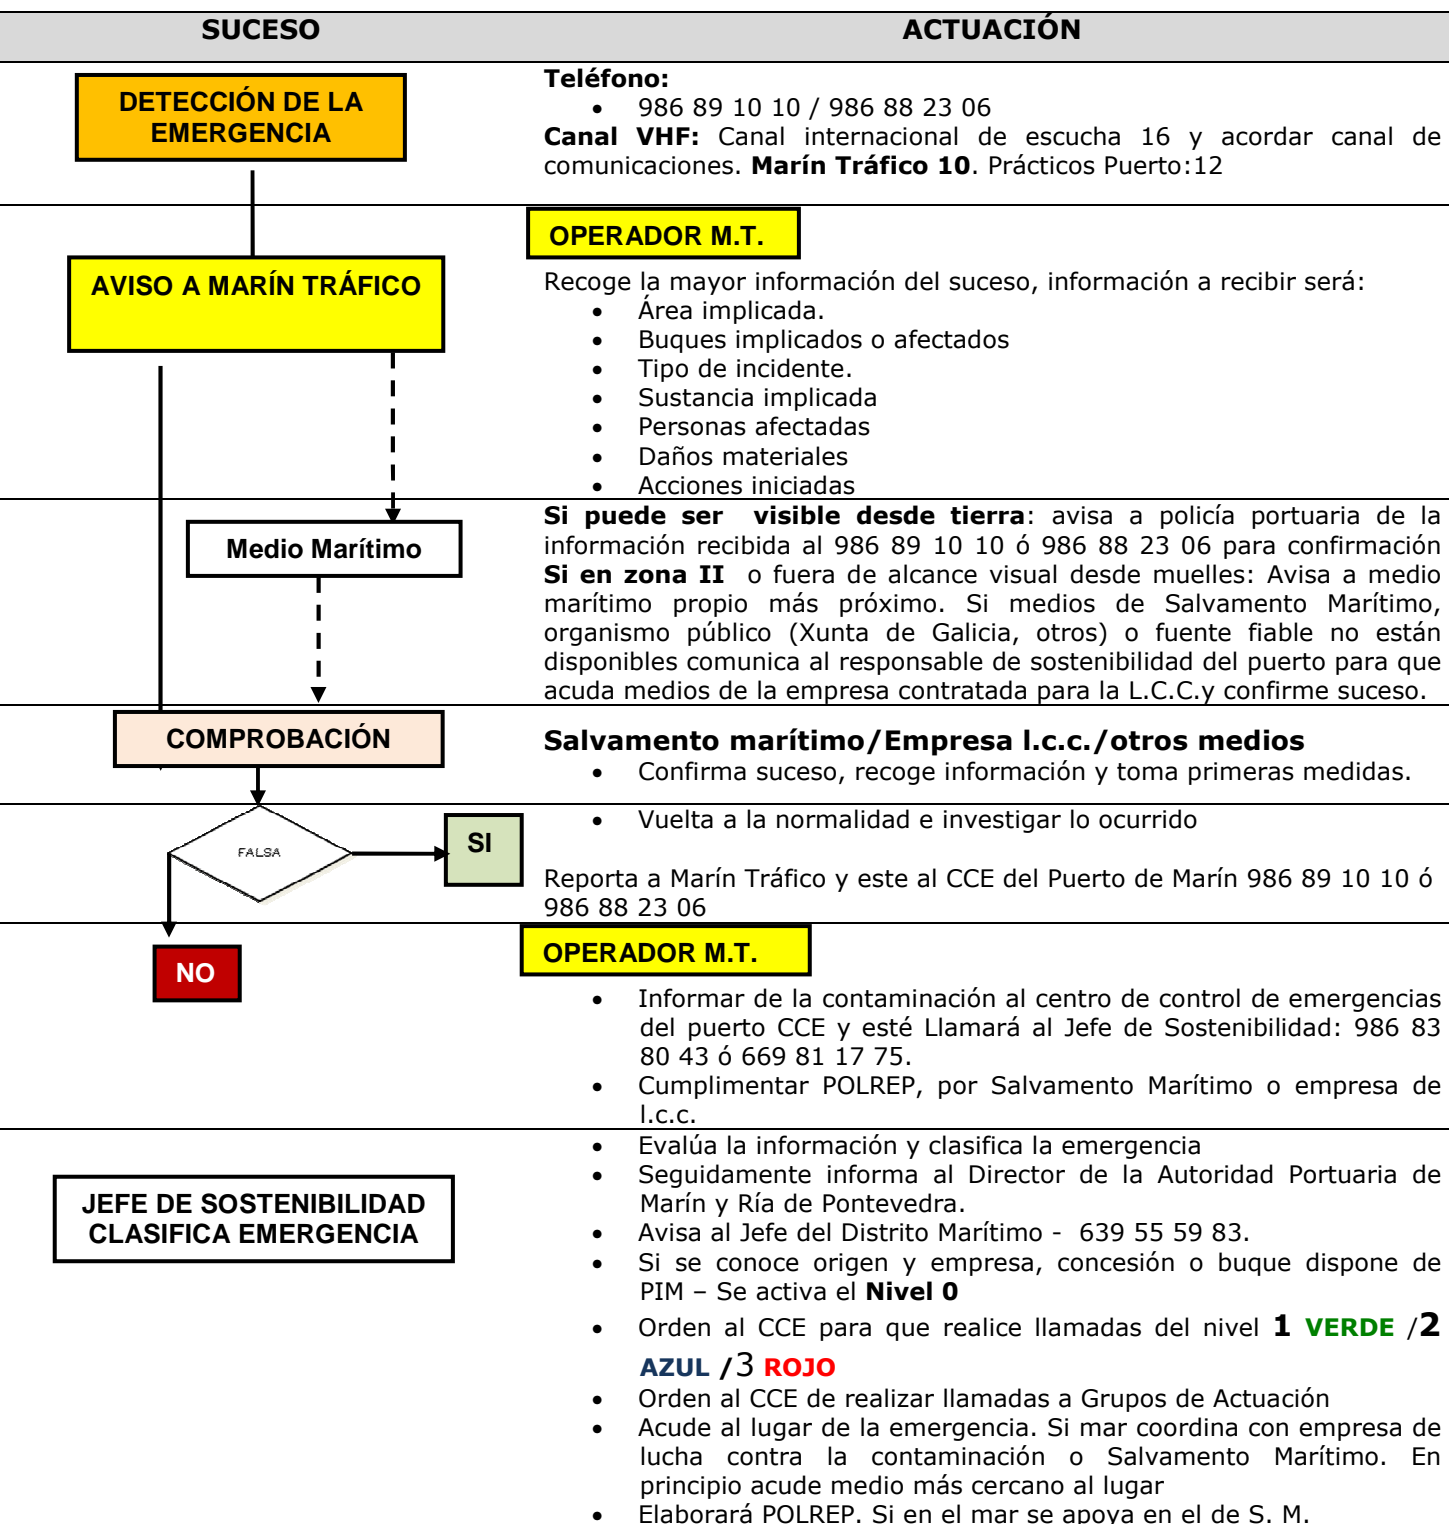 SUCESO
ACTUACIÓN
DETECCIÓN DE LA
EMERGENCIA
Teléfono:
• 986 89 10 10 / 986 88 23 06
Canal VHF: Canal internacional de escucha 16 y acordar canal de
comunicaciones. Marín Tráfico 10. Prácticos Puerto:12
AVISO A MARÍN TRÁFICO
OPERADOR M.T.
Recoge la mayor información del suceso, información a recibir será:
• Área implicada.
• Buques implicados o afectados
• Tipo de incidente.
• Sustancia implicada
• Personas afectadas
• Daños materiales
• Acciones iniciadas
Medio Marítimo
Si puede ser visible desde tierra: avisa a policía portuaria de la
información recibida al 986 89 10 10 ó 986 88 23 06 para confirmación
Si en zona II o fuera de alcance visual desde muelles: Avisa a medio
marítimo propio más próximo. Si medios de Salvamento Marítimo,
organismo público (Xunta de Galicia, otros) o fuente fiable no están
disponibles comunica al responsable de sostenibilidad del puerto para que
acuda medios de la empresa contratada para la L.C.C.y confirme suceso.
COMPROBACIÓN
Salvamento marítimo/Empresa l.c.c./otros medios
• Confirma suceso, recoge información y toma primeras medidas.
FALSA
SI
• Vuelta a la normalidad e investigar lo ocurrido
Reporta a Marín Tráfico y este al CCE del Puerto de Marín 986 89 10 10 ó
986 88 23 06
NO
OPERADOR M.T.
• Informar de la contaminación al centro de control de emergencias
del puerto CCE y esté Llamará al Jefe de Sostenibilidad: 986 83
80 43 ó 669 81 17 75.
• Cumplimentar POLREP, por Salvamento Marítimo o empresa de
l.c.c.
JEFE DE SOSTENIBILIDAD
CLASIFICA EMERGENCIA
• Evalúa la información y clasifica la emergencia
• Seguidamente informa al Director de la Autoridad Portuaria de
Marín y Ría de Pontevedra.
• Avisa al Jefe del Distrito Marítimo - 639 55 59 83.
• Si se conoce origen y empresa, concesión o buque dispone de
PIM – Se activa el Nivel 0
• Orden al CCE para que realice llamadas del nivel 1 VERDE /2
AZUL /3 ROJO
• Orden al CCE de realizar llamadas a Grupos de Actuación
• Acude al lugar de la emergencia. Si mar coordina con empresa de
lucha contra la contaminación o Salvamento Marítimo. En
principio acude medio más cercano al lugar
• Elaborará POLREP. Si en el mar se apoya en el de S. M.